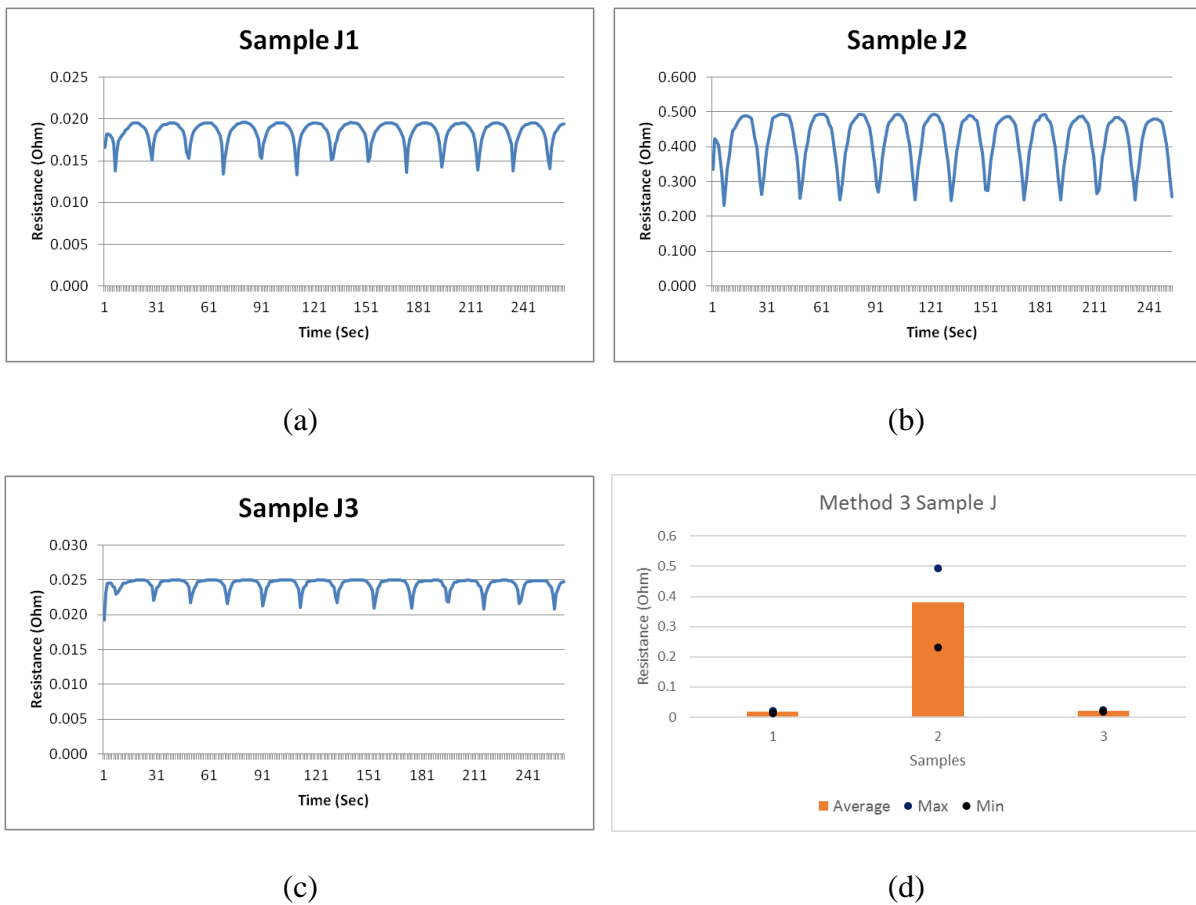 Sample J1
0.025
0.020
0.015
0.010
0.005
0.000
Resistance (Ohm)
1 31 61 91 121 151 181 211 241
Time (Sec)
(a)
Sample J2
0.600
0.500
0.400
0.300
0.200
0.100
0.000
Resistance (Ohm)
1 31 61 91 121 151 181 211 241
Time (Sec)
(b)
Sample J3
0.030
0.025
0.020
0.015
0.010
0.005
0.000
Resistance (Ohm)
1 31 61 91 121 151 181 211 241
Time (Sec)
(c)
Method 3 Sample J
0.6
0.5
0.4
0.3
0.2
0.1
0
Resistance (Ohm)
1 2 3
Samples
Average Max Min
(d)